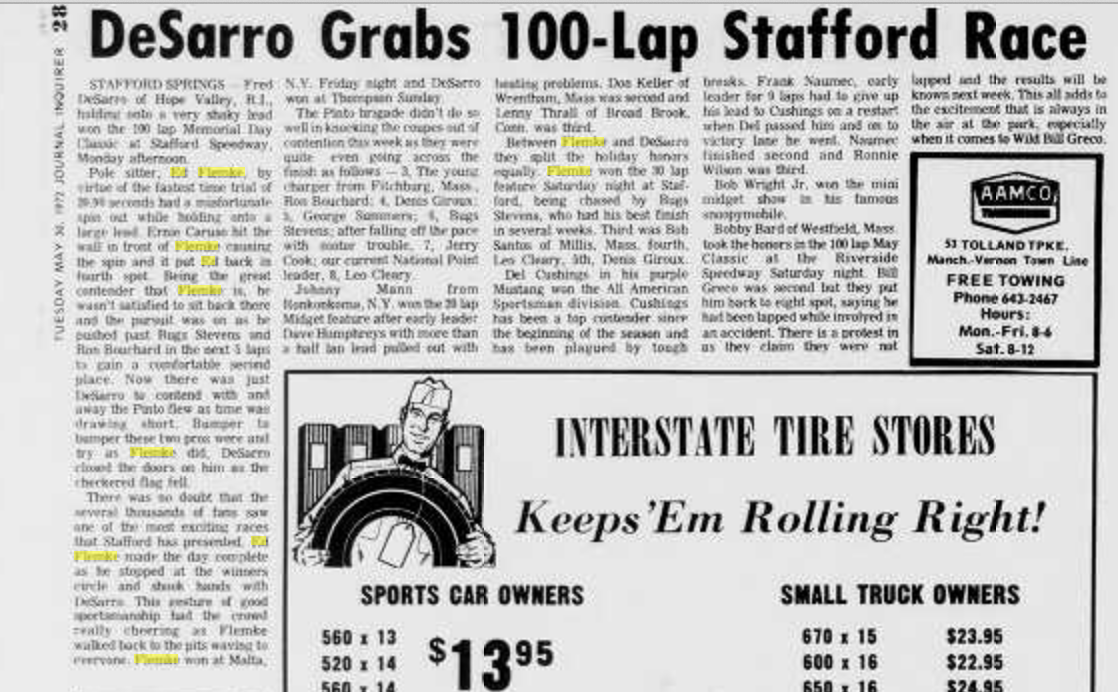 28
TUESDAY MAY 30, 1972 JOURNAL INQUIRER
DeSarro Grabs 100-Lap Stafford Race
STAFFORD SPRINGS — Fred
DeSarro of Hope Valley, R.I.,
holding onto a very shaky lead
won the 100 lap Memorial Day
Classic at Stafford Speedway,
Monday afternoon.
Pole sitter, Ed Flemke, by
virtue of the fastest time trial of
20.90 seconds had a misfortunate
spin out while holding onto a
large lead. Ernie Caruso hit the
wall in front of Flemke causing
the spin and it put Ed back in
fourth spot. Being the great
contender that Flemke is, he
wasn't satisfied to sit back there
and the pursuit was on as he
pushed past Bugs Stevens and
Ron Bouchard in the next 5 laps
to gain a comfortable second
place. Now there was just
DeSarro to contend with and
away the Pinto flew as time was
drawing short. Bumper to
bumper these two pros were and
try as Flemke did, DeSarro
closed the doors on him as the
checkered flag fell.
There was no doubt that the
several thousands of fans saw
one of the most exciting races
that Stafford has presented. Ed
Flemke made the day complete
as he stopped at the winners
circle and shook hands with
DeSarro. This gesture of good
sportsmanship had the crowd
really cheering as Flemke
walked back to the pits waving to
everyone. Flemke won at Malta,
N.Y. Friday night and DeSarro
won at Thompson Sunday.
The Pinto brigade didn't do so
well in knocking the coupes out of
contention this week as they were
quite even going across the
finish as follows — 3, The young
charger from Fitchburg, Mass.,
Ron Bouchard; 4, Denis Giroux;
5, George Summers; 6, Bugs
Stevens; after falling off the pace
with motor trouble, 7, Jerry
Cook; our current National Point
leader, 8, Leo Cleary.
Johnny Mann from
Ronkonkoma, N.Y. won the 20 lap
Midget feature after early leader
Dave Humphreys with more than
a half lap lead pulled out with
heating problems. Don Keller of
Wrentham, Mass was second and
Lenny Thrall of Broad Brook,
Conn. was third.
Between Flemke and DeSarro
they split the holiday honors
equally. Flemke won the 30 lap
feature Saturday night at Staf-
ford, being chased by Bugs
Stevens, who had his best finish
in several weeks. Third was Bob
Santos of Millis, Mass, fourth,
Leo Cleary, 5th, Denis Giroux.
Del Cushings in his purple
Mustang won the All American
Sportsman division. Cushings
has been a top contender since
the beginning of the season and
has been plagued by tough
breaks. Frank Naumec, early
leader for 9 laps had to give up
his lead to Cushings on a restart
when Del passed him and on to
victory lane he went. Naumec
finished second and Ronnie
Wilson was third.
Bob Wright Jr. won the mini
midget show in his famous
snoopymobile.
Bobby Bard of Westfield, Mass.
took the honors in the 100 lap May
Classic at the Riverside
Speedway Saturday night. Bill
Greco was second but they put
him back to eight spot, saying he
had been lapped while involved in
an accident. There is a protest in
as they claim they were not
lapped and the results will be
known next week. This all adds to
the excitement that is always in
the air at the park, especially
when it comes to Wild Bill Greco.
AAMCO
53 TOLLAND TPKE.
Manch.-Vernon Town Line
FREE TOWING
Phone 643-2467
Hours:
Mon.-Fri. 8-6
Sat. 8-12
INTERSTATE TIRE STORES
Keeps 'Em Rolling Right!
SPORTS CAR OWNERS
560 x 13
520 x 14
560 x 14
$13.95
SMALL TRUCK OWNERS
670 x 15 $23.95
600 x 16 $22.95
650 x 16 $24.95